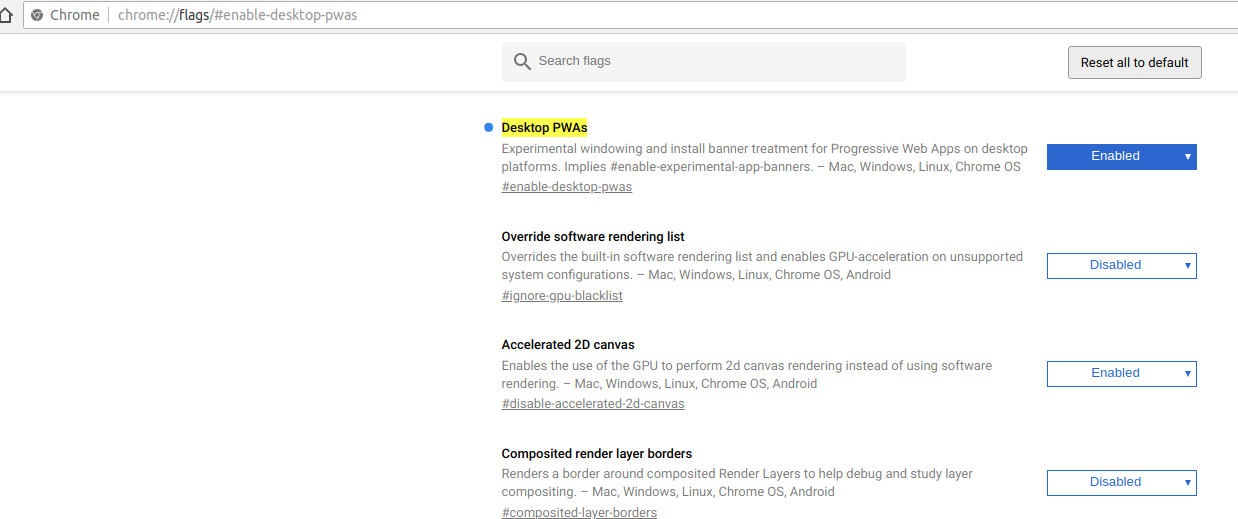 Chrome chrome://flags/#enable-desktop-pwas
Search flags
Reset all to default
Desktop PWAs
Experimental windowing and install banner treatment for Progressive Web Apps on desktop
platforms. Implies #enable-experimental-app-banners. – Mac, Windows, Linux, Chrome OS
#enable-desktop-pwas
Enabled
Override software rendering list
Overrides the built-in software rendering list and enables GPU-acceleration on unsupported
system configurations. – Mac, Windows, Linux, Chrome OS, Android
#ignore-gpu-blacklist
Disabled
Accelerated 2D canvas
Enables the use of the GPU to perform 2d canvas rendering instead of using software
rendering. – Mac, Windows, Linux, Chrome OS, Android
#disable-accelerated-2d-canvas
Enabled
Composited render layer borders
Renders a border around composited Render Layers to help debug and study layer
compositing. – Mac, Windows, Linux, Chrome OS, Android
#composited-layer-borders
Disabled